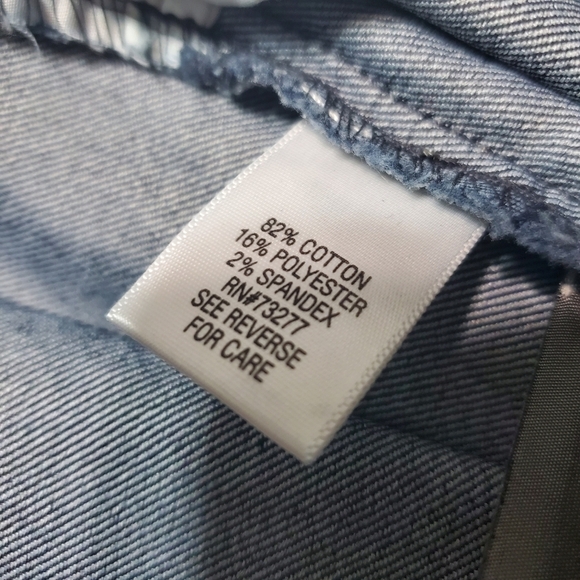 82% COTTON
16% POLYESTER
2% SPANDEX
RN#73277
SEE REVERSE
FOR CARE